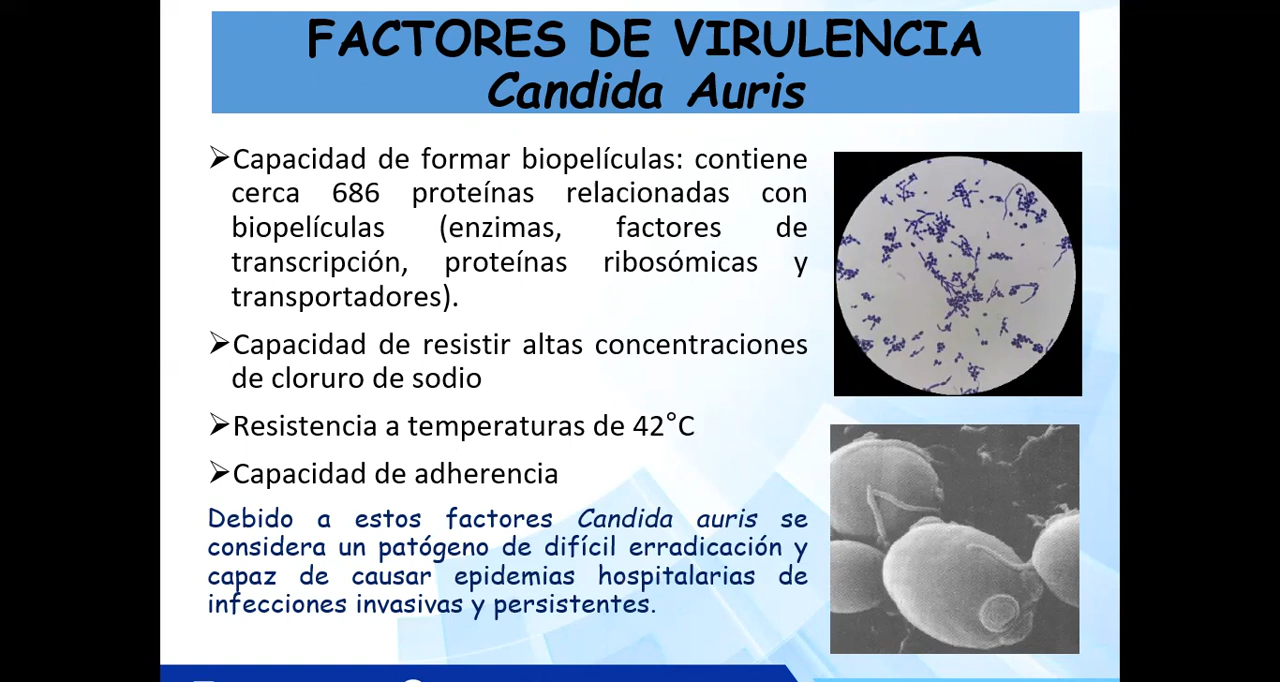 FACTORES DE VIRULENCIA
Candida Auris
➢Capacidad de formar biopelículas: contiene
cerca 686 proteínas relacionadas con
biopelículas (enzimas, factores de
transcripción, proteínas ribosómicas y
transportadores).
➢Capacidad de resistir altas concentraciones
de cloruro de sodio
➢Resistencia a temperaturas de 42°C
➢Capacidad de adherencia
Debido a estos factores Candida auris se
considera un patógeno de difícil erradicación y
capaz de causar epidemias hospitalarias de
infecciones invasivas y persistentes.